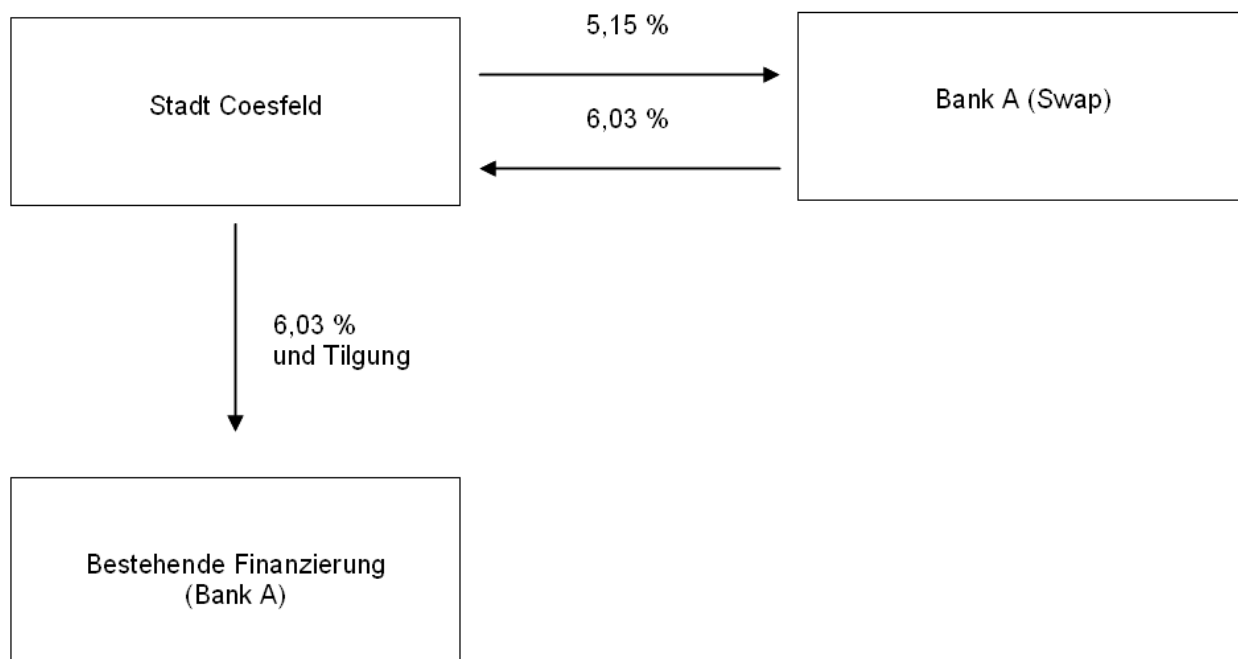 5,15 %
Stadt Coesfeld
Bank A (Swap)
6,03 %
6,03 %
und Tilgung
Bestehende Finanzierung
(Bank A)